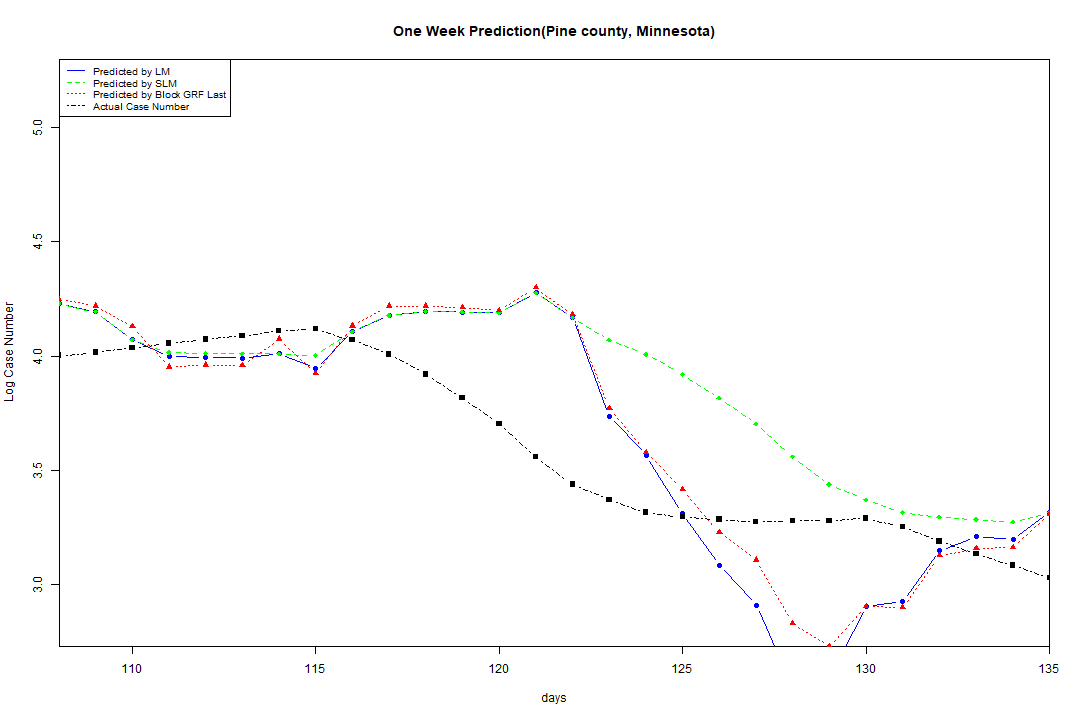 One Week Prediction(Pine county, Minnesota)
Predicted by LM
Predicted by SLM
Predicted by Block GRF Last
Actual Case Number
Log Case Number
5.0
4.5
4.0
3.5
3.0
110 115 120 125 130 135
days